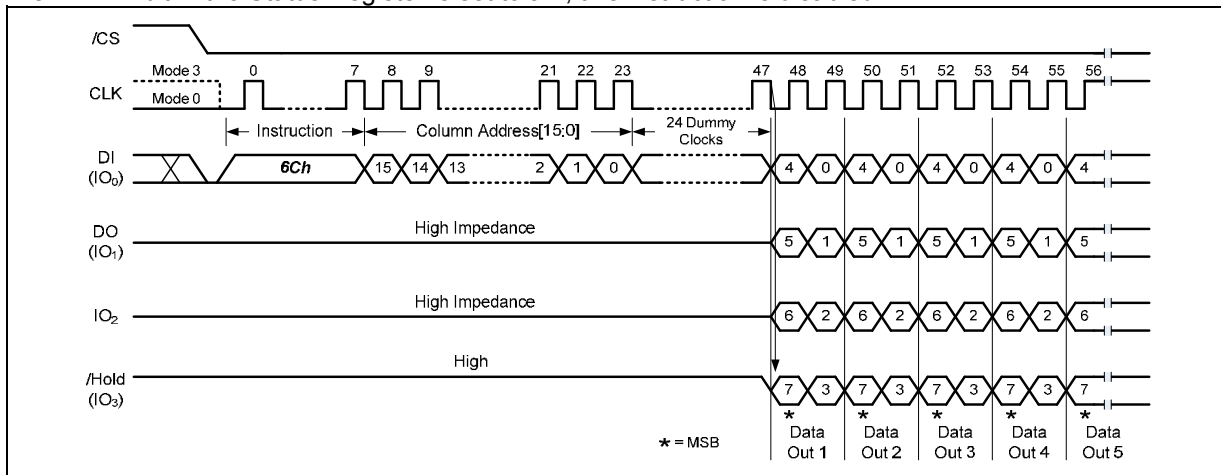 /CS
Mode 3 0 7 8 9 21 22 23 47 48 49 50 51 52 53 54 55 56
CLK
Mode 0
Instruction Column Address[15:0] 24 Dummy
Clocks
DI
(IO0)
6Ch 15 14 13 2 1 0 4 0 4 0 4 0 4 0 4
High Impedance
DO
(IO1)
5 1 5 1 5 1 5 1 5
High Impedance
IO2 6 2 6 2 6 2 6 2 6
High
/Hold
(IO3)
7 3 7 3 7 3 7 3 7
* * * * *
* = MSB
Data Data Data Data Data
Out 1 Out 2 Out 3 Out 4 Out 5